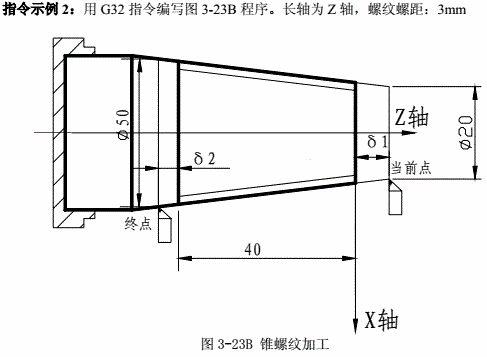 指令示例 2：用 G32 指令编写图 3-23B 程序。长轴为 Z 轴，螺纹螺距：3mm
Z轴
δ1
φ50
φ20
δ2
当前点
终点
40
X轴
图 3-23B 锥螺纹加工